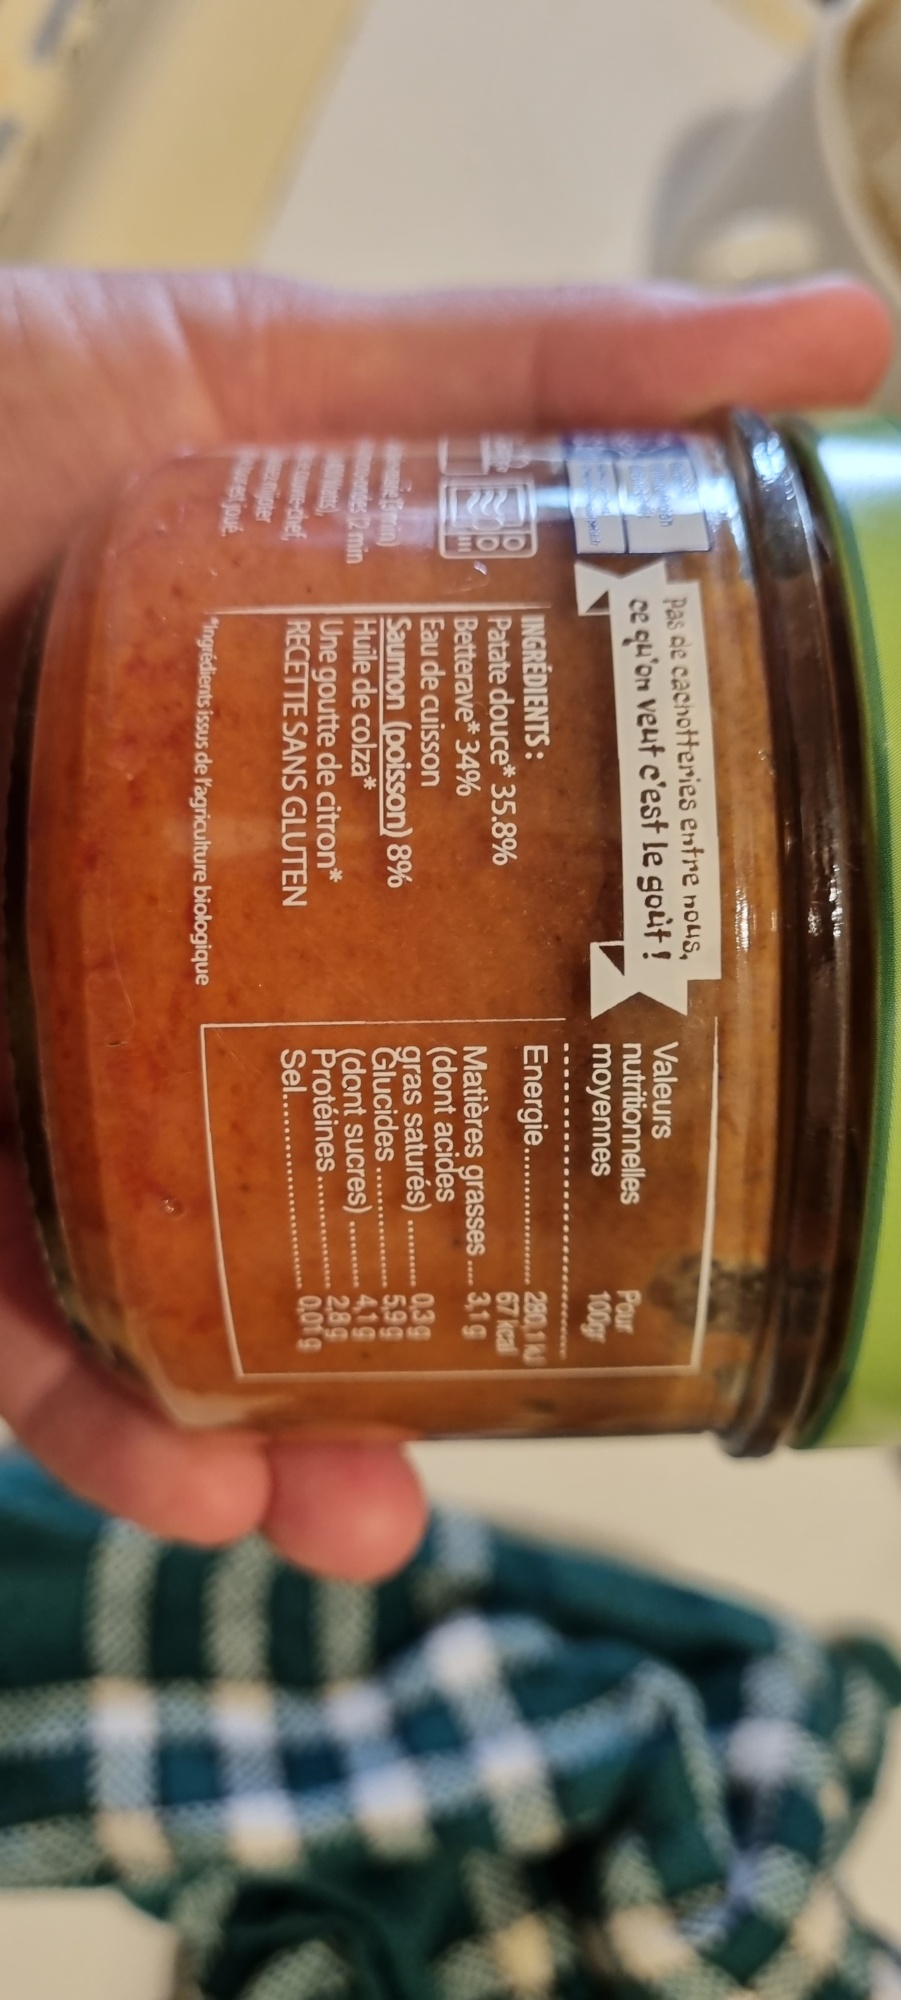 Pas de cachotteries entre nous,
ce qu'on veut c'est le goût !
INGRÉDIENTS :
Patate douce* 35.8%
Betterave* 34%
Eau de cuisson
Saumon (poisson) 8%
Huile de colza*
Une goutte de citron*
RECETTE SANS GLUTEN
*Ingrédients issus de l'agriculture biologique
Valeurs
nutritionnelles
moyennes
Pour
100gr
Energie.................. 280,1 kJ
67 kcal
Matières grasses .... 3,1 g
(dont acides
gras saturés) .......... 0,3 g
Glucides .................. 5,9 g
(dont sucres) .......... 4,1 g
Protéines ................ 2,8 g
Sel........................... 0,01 g
2 min